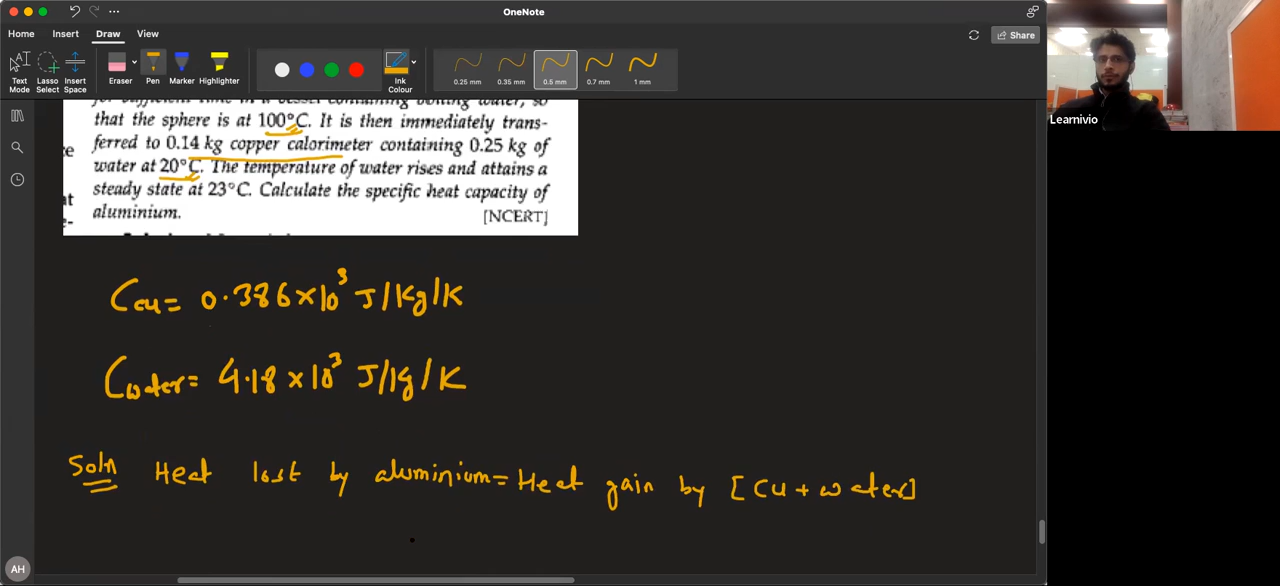 OneNote
Home Insert Draw View
Share
Text Mode
Lasso Select
Insert Space
Eraser
Pen
Marker
Highlighter
Ink Colour
0.25 mm
0.35 mm
0.5 mm
0.7 mm
1 mm
Learnivio
containing boiling water, so
that the sphere is at 100°C. It is then immediately trans-
ferred to 0.14 kg copper calorimeter containing 0.25 kg of
water at 20°C. The temperature of water rises and attains a
steady state at 23°C. Calculate the specific heat capacity of
aluminium. [NCERT]
Ccu = 0.386×10³ J/Kg/K
Cwater = 4.18×10³ J/Kg/K
Soln Heat lost by aluminium = Heat gain by [Cu + water]
AH